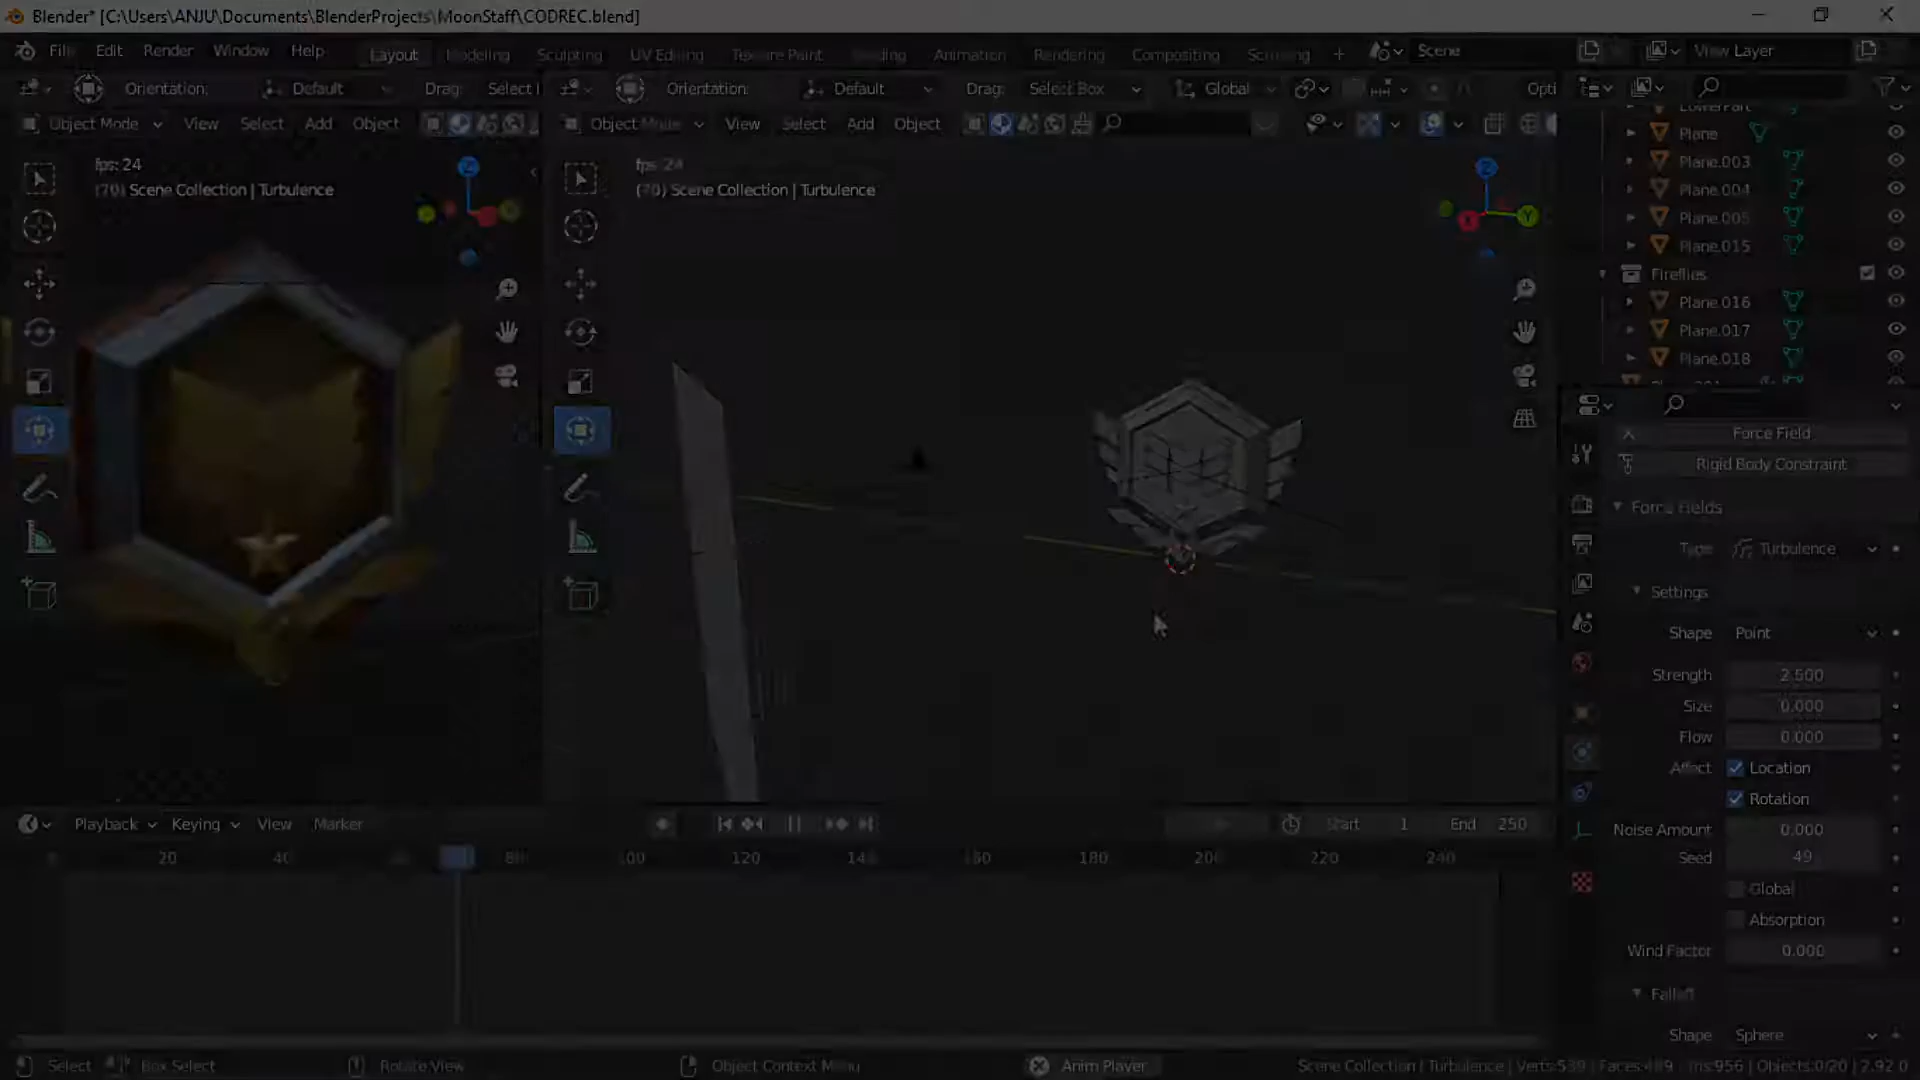 Blender* [C:\Users\ANJU\Documents\BlenderProjects\MoonStaff\CODREC.blend]
File Edit Render Window Help Layout Modeling Sculpting UV Editing Texture Paint Shading Animation Rendering Compositing Scripting + Scene View Layer
Orientation: Default Drag: Select Orientation: Default Drag: Select Box Global Opti
Object Mode View Select Add Object Object Mode View Select Add Object
LowerPart
Plane
Plane.003
Plane.004
Plane.005
Plane.015
Fireflies
Plane.016
Plane.017
Plane.018
fps: 24
(70) Scene Collection | Turbulence
Z
fps: 24
(70) Scene Collection | Turbulence
Z
X
Y
Force Field
Rigid Body Constraint
Force Fields
Type Turbulence
Settings
Shape Point
Strength 2.500
Size 0.000
Flow 0.000
Affect Location
Rotation
Noise Amount 0.000
Seed 49
Global
Absorption
Wind Factor 0.000
Falloff
Shape Sphere
Playback Keying View Marker Start 1 End 250
20 40 80 100 120 140 160 180 200 220 240
Select Box Select Rotate View Object Context Menu Anim Player Scene Collection | Turbulence | Verts:539 | Faces:489 | Objects:0/20 | 2.92.0